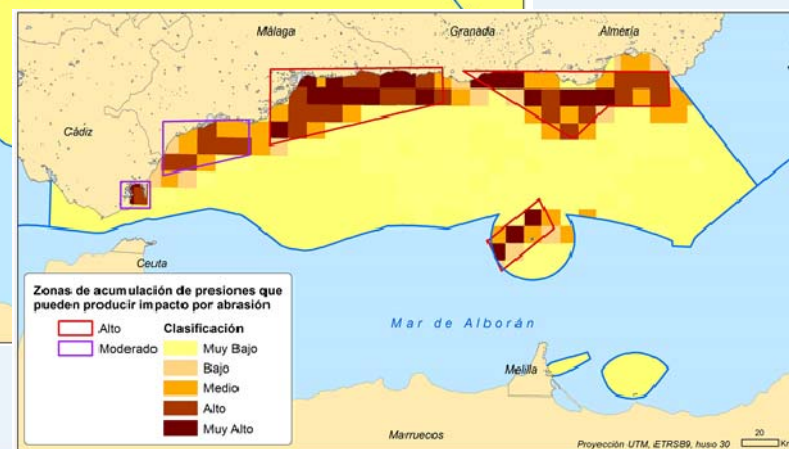 Málaga
Granada
Almería
Cádiz
Ceuta
Zonas de acumulación de presiones que
pueden producir impacto por abrasión
Alto
Moderado
Clasificación
Muy Bajo
Bajo
Medio
Alto
Muy Alto
Mar de Alborán
Melilla
Marruecos
20
Km
Proyección UTM, ETRS89, huso 30